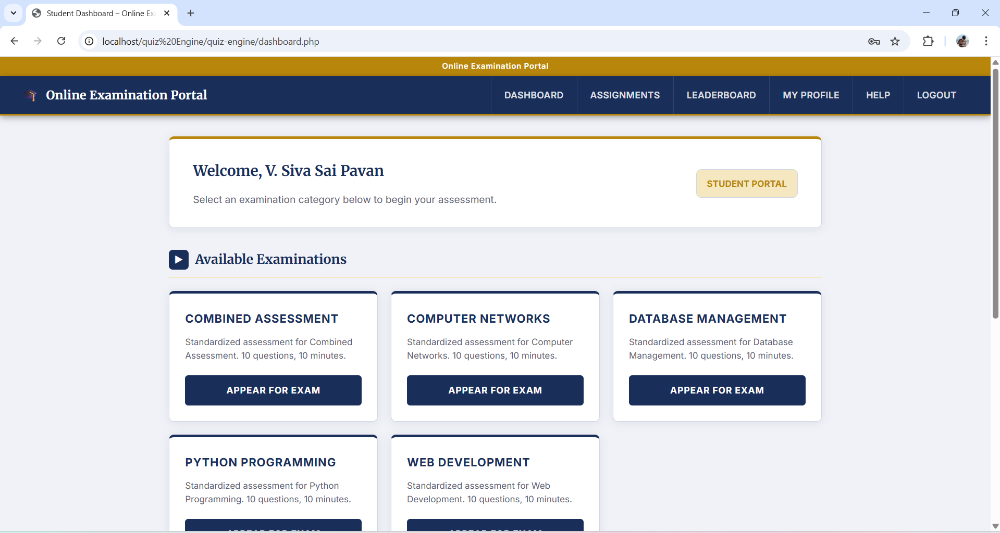 Student Dashboard – Online Ex
localhost/quiz%20Engine/quiz-engine/dashboard.php
Online Examination Portal
Online Examination Portal
DASHBOARD
ASSIGNMENTS
LEADERBOARD
MY PROFILE
HELP
LOGOUT
Welcome, V. Siva Sai Pavan
Select an examination category below to begin your assessment.
STUDENT PORTAL
Available Examinations
COMBINED ASSESSMENT
Standardized assessment for Combined
Assessment. 10 questions, 10 minutes.
APPEAR FOR EXAM
COMPUTER NETWORKS
Standardized assessment for Computer
Networks. 10 questions, 10 minutes.
APPEAR FOR EXAM
DATABASE MANAGEMENT
Standardized assessment for Database
Management. 10 questions, 10 minutes.
APPEAR FOR EXAM
PYTHON PROGRAMMING
Standardized assessment for Python
Programming. 10 questions, 10 minutes.
WEB DEVELOPMENT
Standardized assessment for Web
Development. 10 questions, 10 minutes.